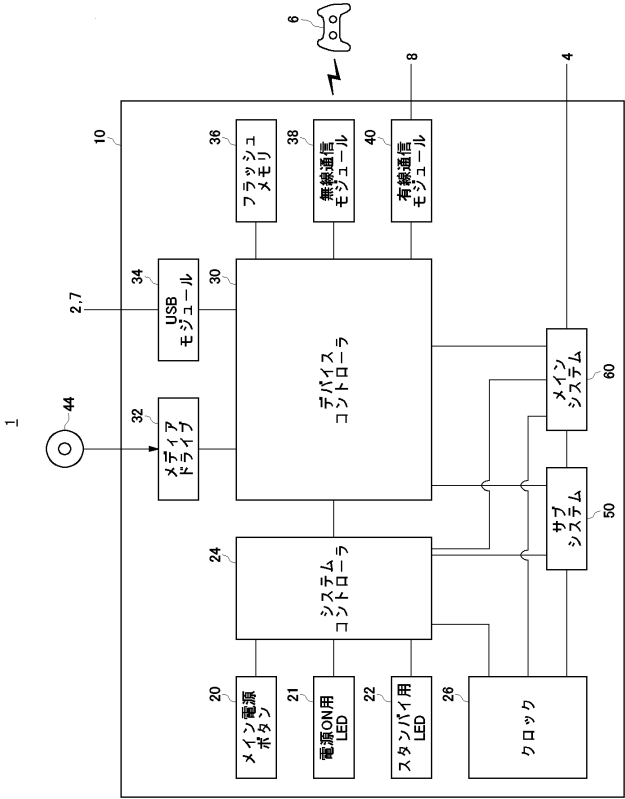 1
44
2,7
10
32
メディア
ドライブ
34
USB
モジュール
20
メイン電源
ボタン
24
システム
コントローラ
30
デバイス
コントローラ
36
フラッシュ
メモリ
21
電源ON用
LED
38
無線通信
モジュール
6
22
スタンバイ用
LED
40
有線通信
モジュール
8
26
クロック
サブ
システム
50
メイン
システム
60
4